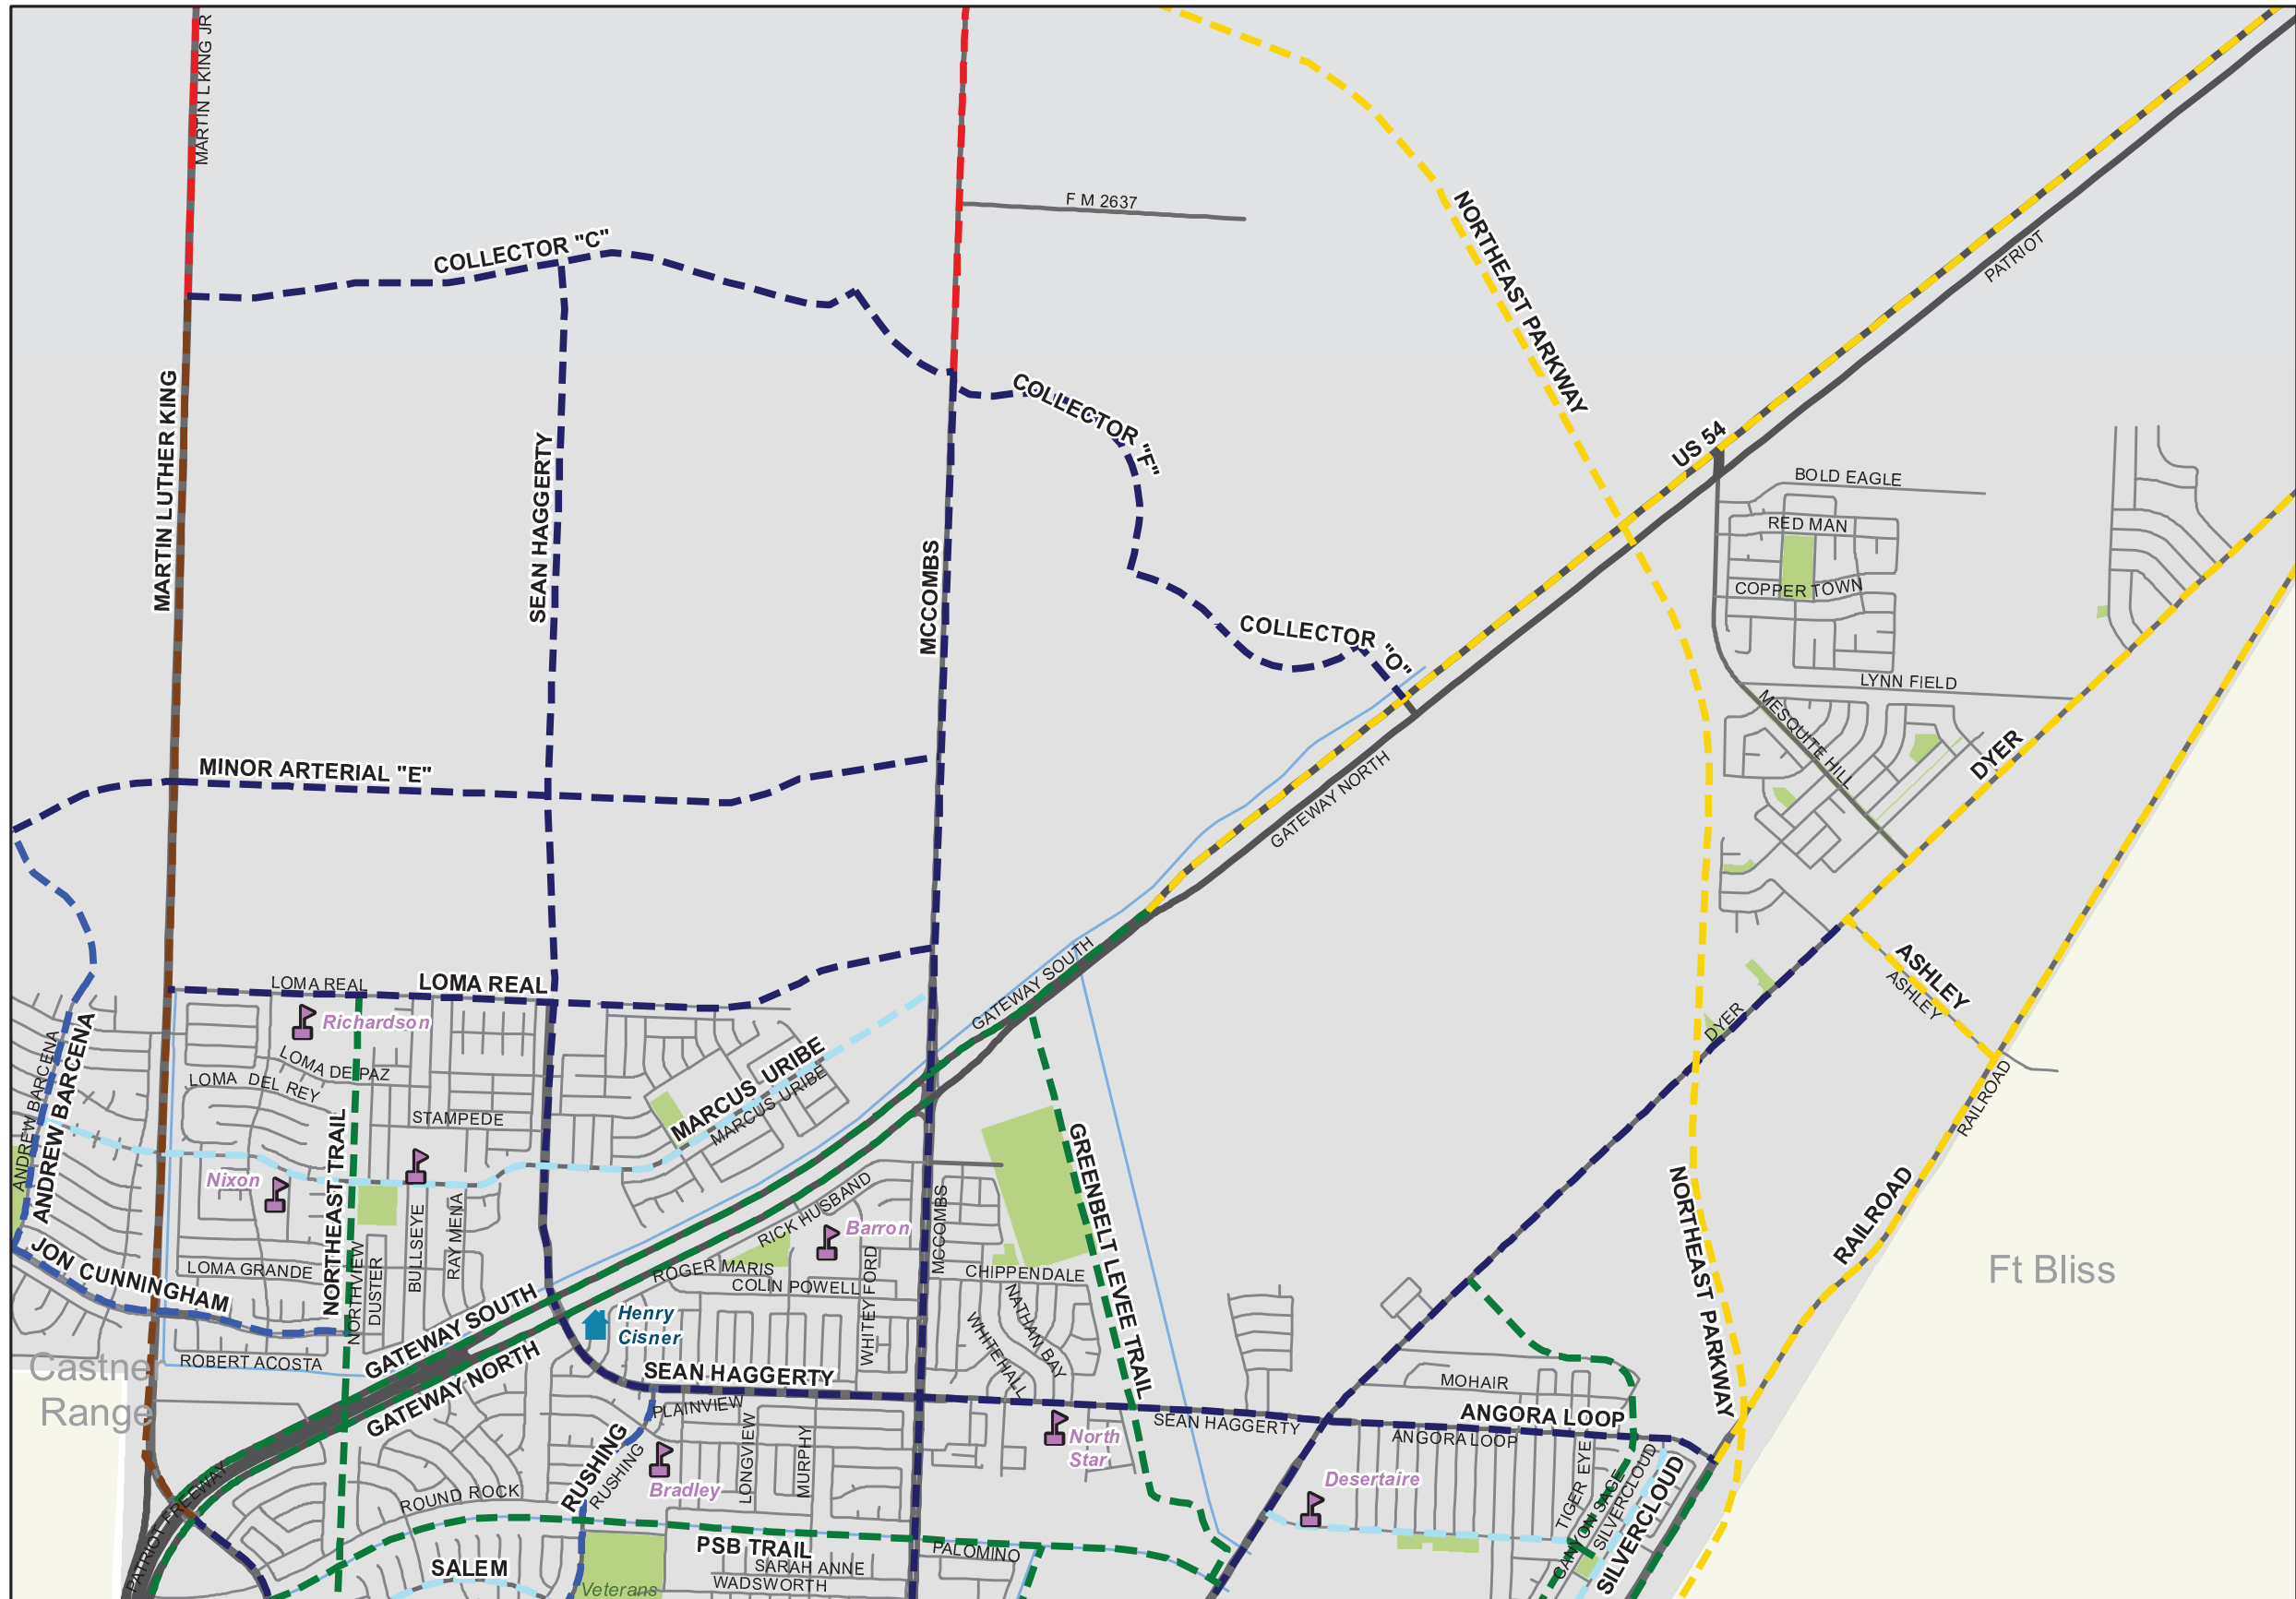 MARTIN L KING JR
F M 2637
COLLECTOR "C"
NORTHEAST PARKWAY
PATRIOT
MARTIN LUTHER KING
SEAN HAGGERTY
MCCOMBS
COLLECTOR "F"
US 54
BOLD EAGLE
RED MAN
COPPER TOWN
COLLECTOR "O"
LYNN FIELD
MESQUITE HILL
DYER
MINOR ARTERIAL "E"
GATEWAY NORTH
LOMA REAL
LOMA REAL
GATEWAY SOUTH
ASHLEY
ASHLEY
Richardson
DYER
ANDREW BARCENA
ANDREW BARCENA
LOMA DE PAZ
LOMA DEL REY
STAMPEDE
MARCUS URIBE
MARCUS URIBE
RAILROAD
NORTHEAST TRAIL
GREENBELT LEVEE TRAIL
Nixon
BULLSEYE
RAY MENA
RICK HUSBAND
Barron
MCCOMBS
NORTHEAST PARKWAY
RAILROAD
Ft Bliss
JON CUNNINGHAM
LOMA GRANDE
NORTHVIEW
DUSTER
ROGER MARIS
COLIN POWELL
WHITEY FORD
CHIPPENDALE
NATHAN BAY
WHITEHALL
GATEWAY SOUTH
Henry
Cisner
Castner
Range
ROBERT ACOSTA
GATEWAY NORTH
SEAN HAGGERTY
PLAINVIEW
SEAN HAGGERTY
MOHAIR
ANGORA LOOP
ANGORA LOOP
North
Star
RUSHING
RUSHING
Bradley
LONGVIEW
MURPHY
Desertaire
TIGER EYE
CANYON SAGE
SILVERCLOUD
SILVERCLOUD
PATRIOT FREEWAY
ROUND ROCK
PSB TRAIL
PALOMINO
SALEM
SARAH ANNE
WADSWORTH
Veterans